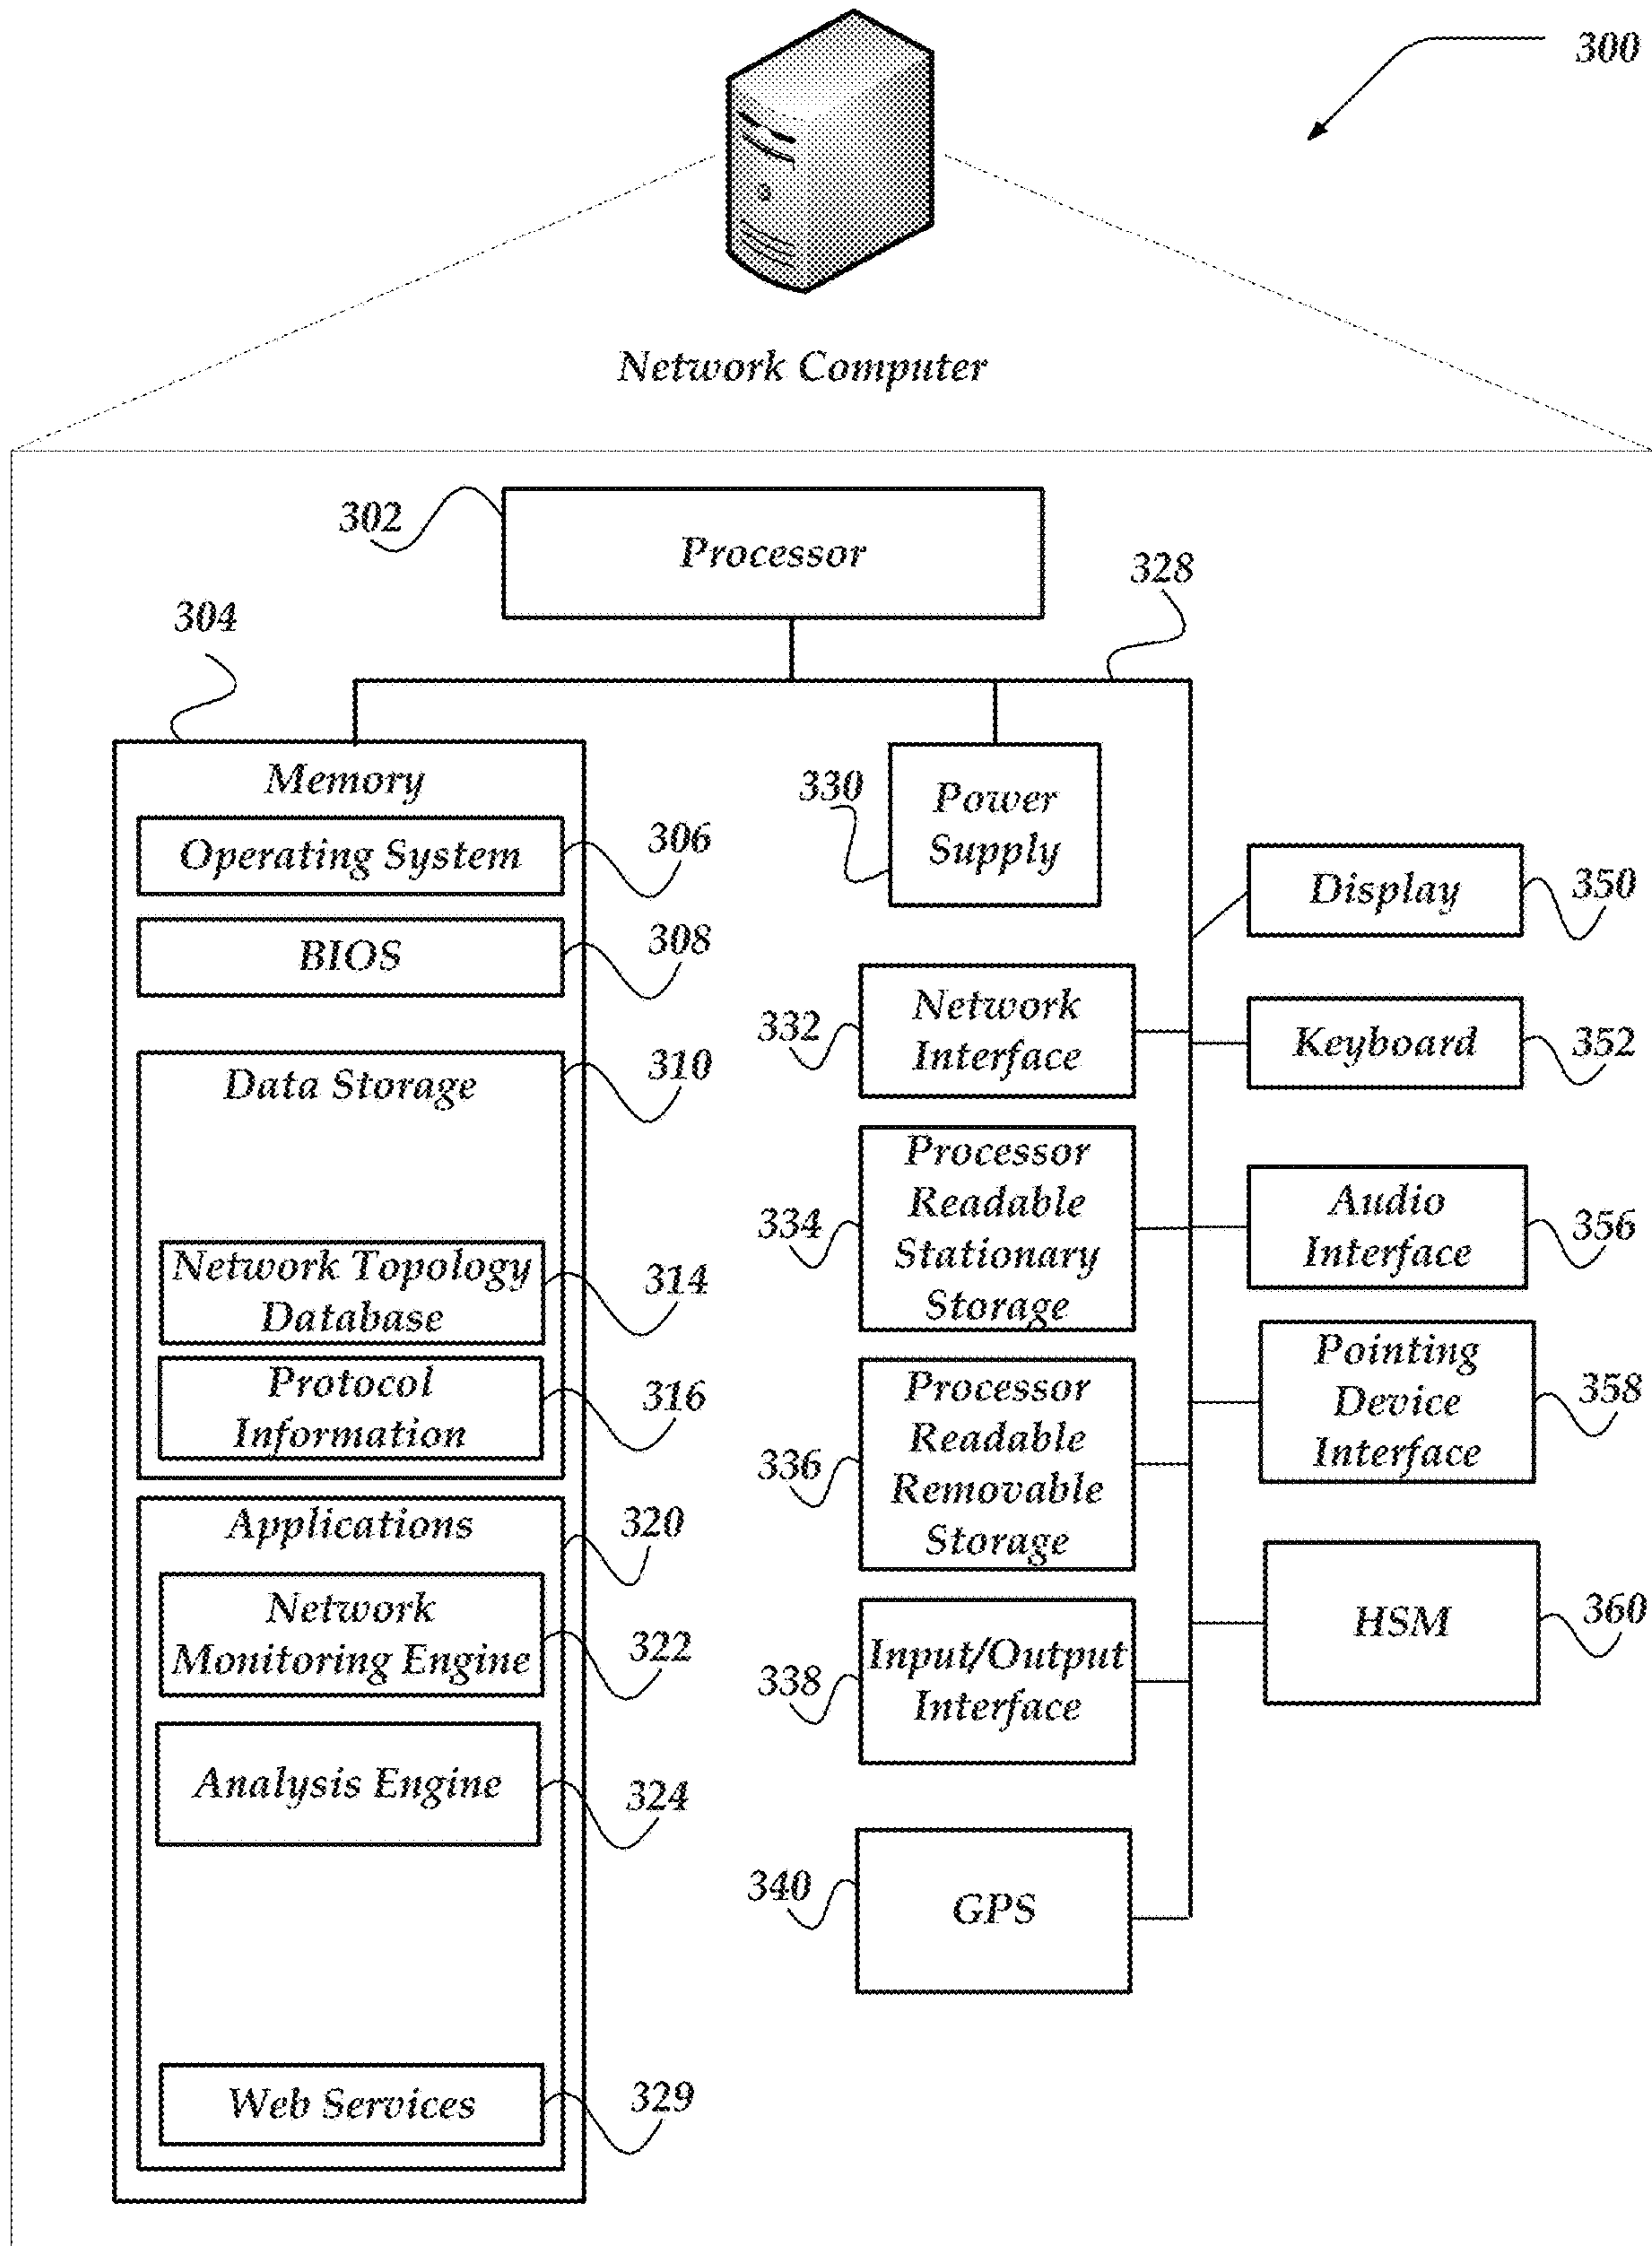 300
Network Computer
302
Processor
328
304
Memory
Operating System
306
BIOS
308
Data Storage
310
Network Topology
Database
314
Protocol
Information
316
Applications
320
Network
Monitoring Engine
322
Analysis Engine
324
Web Services
329
330
Power
Supply
332
Network
Interface
334
Processor
Readable
Stationary
Storage
336
Processor
Readable
Removable
Storage
338
Input/Output
Interface
340
GPS
Display
350
Keyboard
352
Audio
Interface
356
Pointing
Device
Interface
358
HSM
360